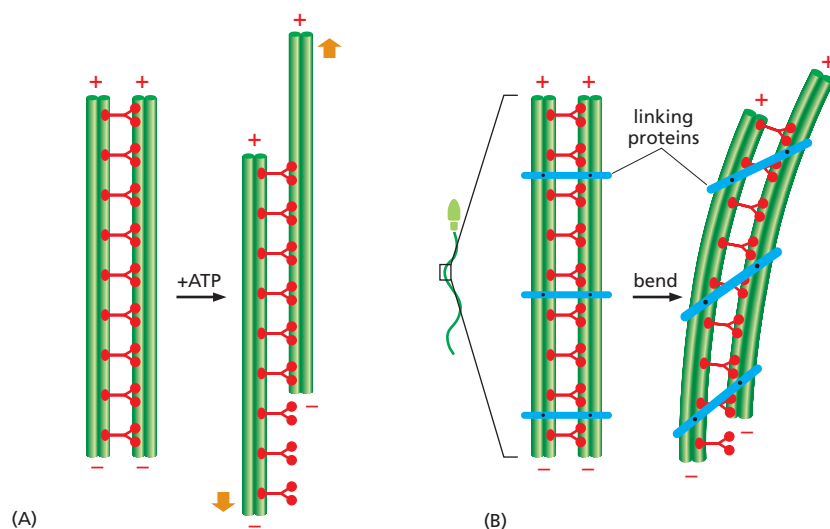 +
+ +
+
− −
+ATP
−
−
(A)
+ +
− −
linking
proteins
bend
+
+
−
−
(B)